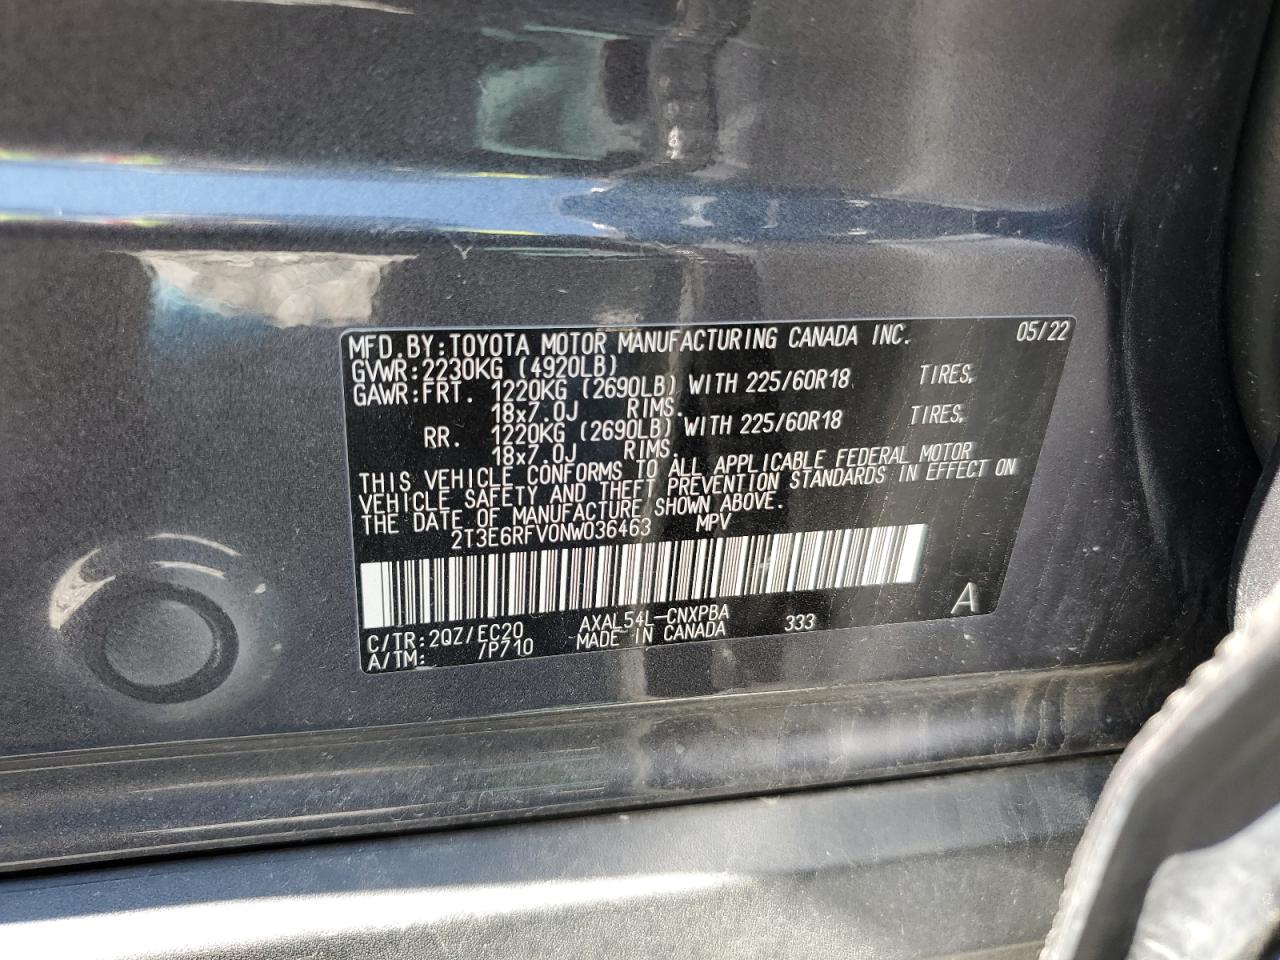 MFD.BY:TOYOTA MOTOR MANUFACTURING CANADA INC. 05/22
GVWR:2230KG (4920LB)
GAWR:FRT. 1220KG (2690LB) WITH 225/60R18 TIRES,
18x7.0J RIMS.
RR. 1220KG (2690LB) WITH 225/60R18 TIRES,
18x7.0J RIMS.
THIS VEHICLE CONFORMS TO ALL APPLICABLE FEDERAL MOTOR
VEHICLE SAFETY AND THEFT PREVENTION STANDARDS IN EFFECT ON
THE DATE OF MANUFACTURE SHOWN ABOVE.
2T3E6RFV0NW036463 MPV
C/TR:2QZ/EC20 AXAL54L-CNXPBA 333 A
A/TM: /P710 MADE IN CANADA